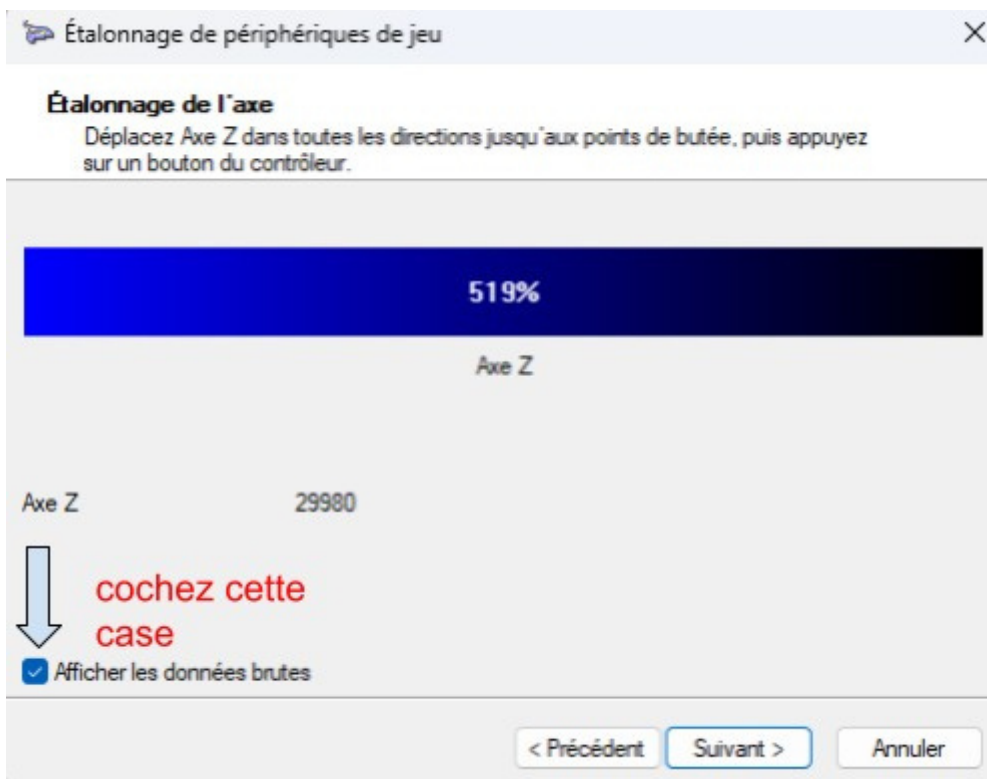 Étalonnage de périphériques de jeu
Étalonnage de l'axe
Déplacez Axe Z dans toutes les directions jusqu'aux points de butée, puis appuyez
sur un bouton du contrôleur.
519%
Axe Z
Axe Z 29980
cochez cette
case
Afficher les données brutes
< Précédent Suivant > Annuler